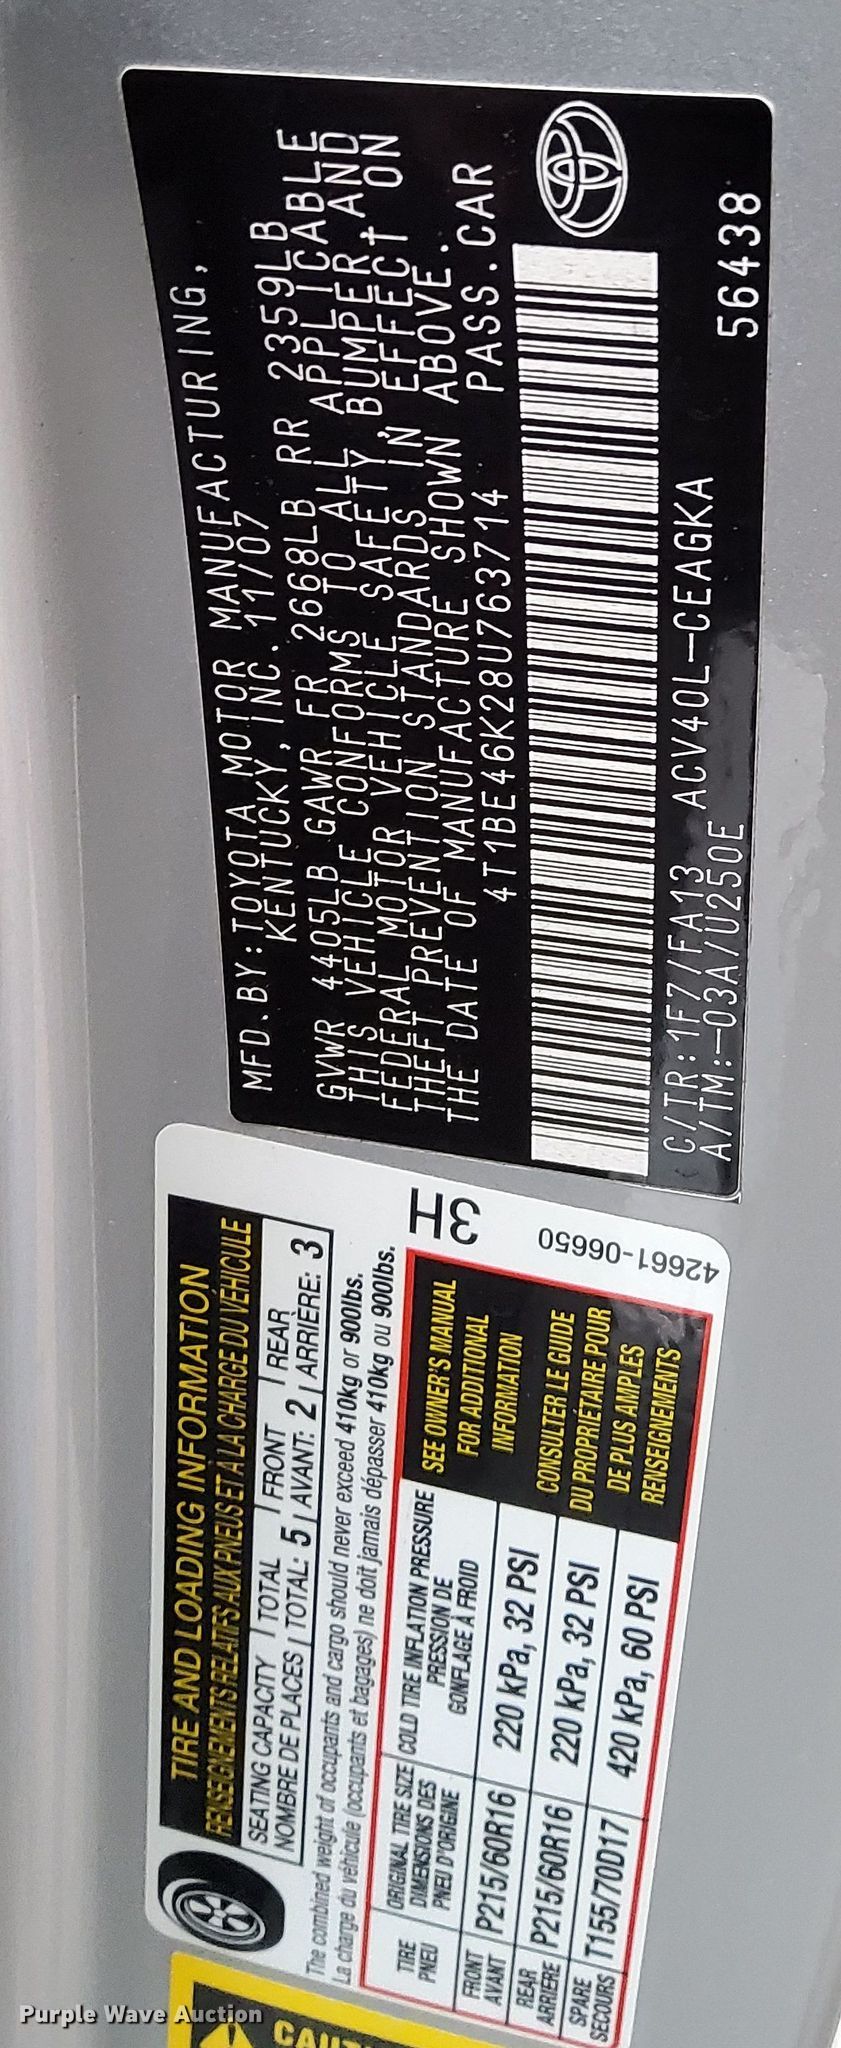 MFD.BY:TOYOTA MOTOR MANUFACTURING,
KENTUCKY,INC. 11/07
GVWR 4405LB GAWR FR 2668LB RR 2359LB
THIS VEHICLE CONFORMS TO ALL APPLICABLE
FEDERAL MOTOR VEHICLE SAFETY,BUMPER,AND
THEFT PREVENTION STANDARDS IN EFFECT ON
THE DATE OF MANUFACTURE SHOWN ABOVE.
4T1BE46K28U763714 PASS.CAR
C/TR:1F7/FA13 ACV40L-CEAGKA
A/TM:-03A/U250E 56438
TIRE AND LOADING INFORMATION
RENSEIGNEMENTS RELATIFS AUX PNEUS ET À LA CHARGE DU VÉHICULE
SEATING CAPACITY TOTAL FRONT REAR
NOMBRE DE PLACES TOTAL: 5 AVANT: 2 ARRIÈRE: 3
The combined weight of occupants and cargo should never exceed 410kg or 900lbs.
La charge du véhicule (occupants et bagages) ne doit jamais dépasser 410kg ou 900lbs.
3H
42661-06650
TIRE ORIGINAL TIRE SIZE COLD TIRE INFLATION PRESSURE
PNEU DIMENSIONS DES PNEU D'ORIGINE PRESSION DE GONFLAGE À FROID
FRONT AVANT P215/60R16 220 kPa, 32 PSI
REAR ARRIÈRE P215/60R16 220 kPa, 32 PSI
SPARE SECOURS T155/70D17 420 kPa, 60 PSI
SEE OWNER'S MANUAL
FOR ADDITIONAL
INFORMATION
CONSULTER LE GUIDE
DU PROPRIÉTAIRE POUR
DE PLUS AMPLES
RENSEIGNEMENTS
Purple Wave Auction